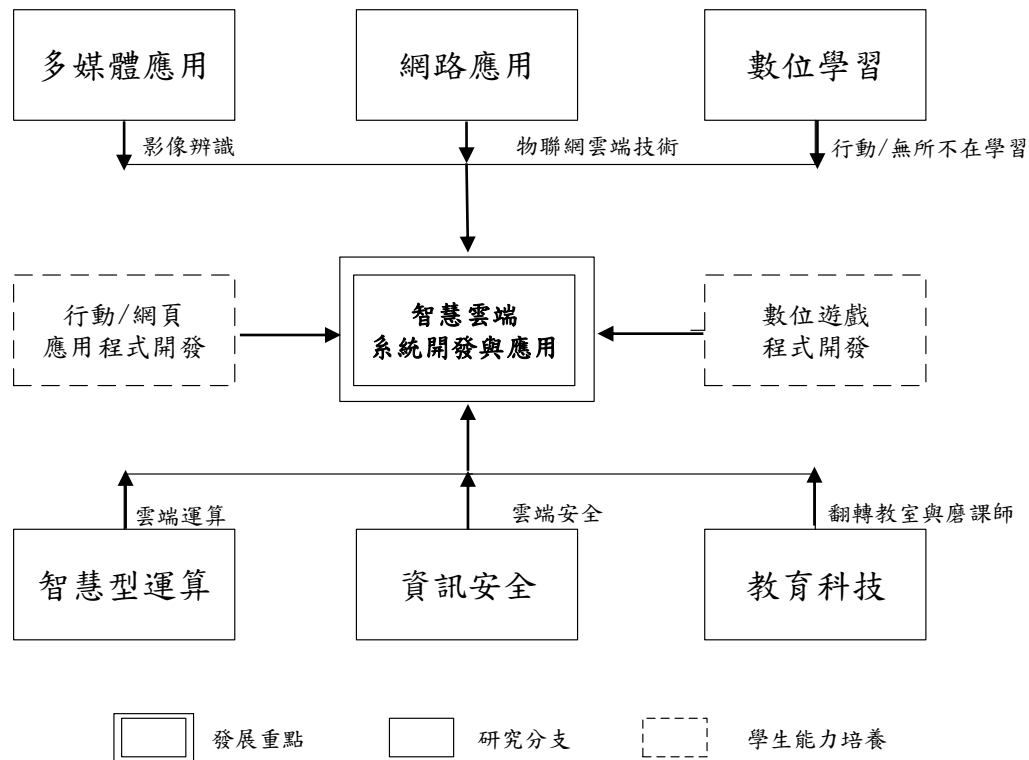 多媒體應用
網路應用
數位學習
影像辨識
物聯網雲端技術
行動/無所不在學習
行動/網頁
應用程式開發
智慧雲端
系統開發與應用
數位遊戲
程式開發
雲端運算
雲端安全
翻轉教室與磨課師
智慧型運算
資訊安全
教育科技
發展重點
研究分支
學生能力培養